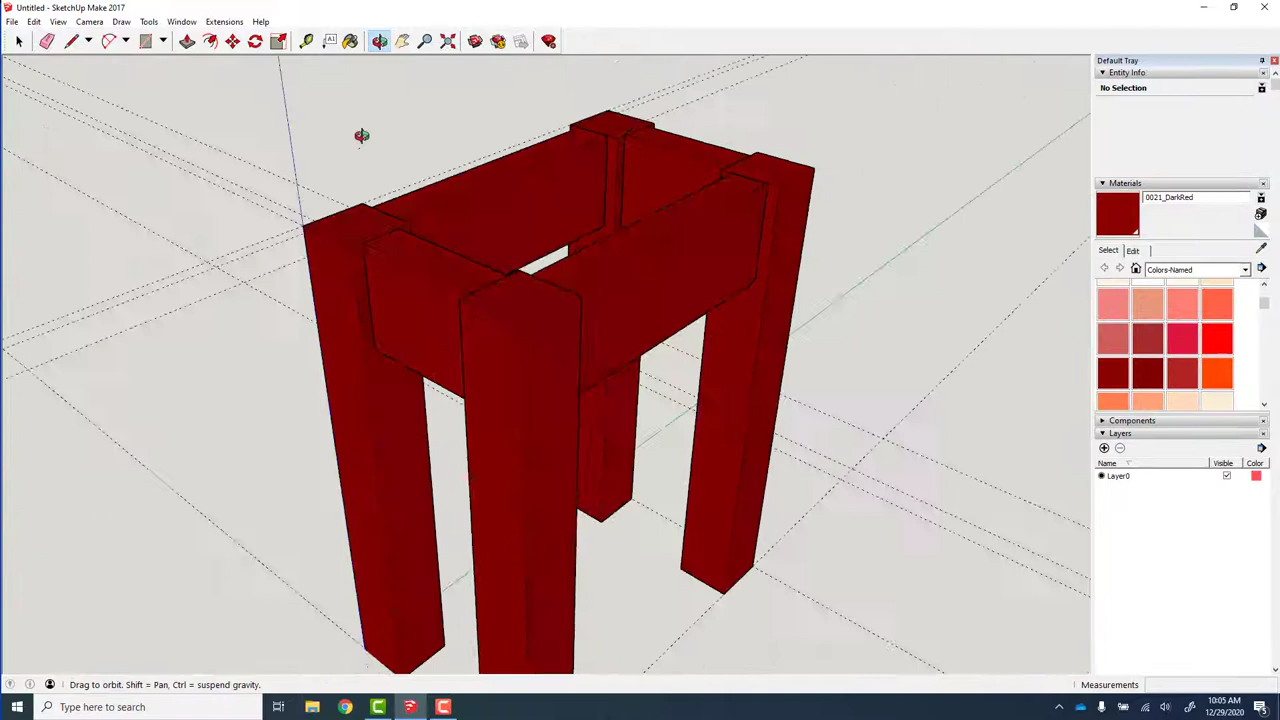 Untitled - SketchUp Make 2017
File Edit View Camera Draw Tools Window Extensions Help
A1
Default Tray
Entity Info
No Selection
Materials
0021_DarkRed
Select Edit
Colors-Named
Components
Layers
Name Visible Color
Layer0
Drag to orbit. Shift = Pan, Ctrl = suspend gravity.
Measurements
Type here to search
10:05 AM
12/29/2020
5